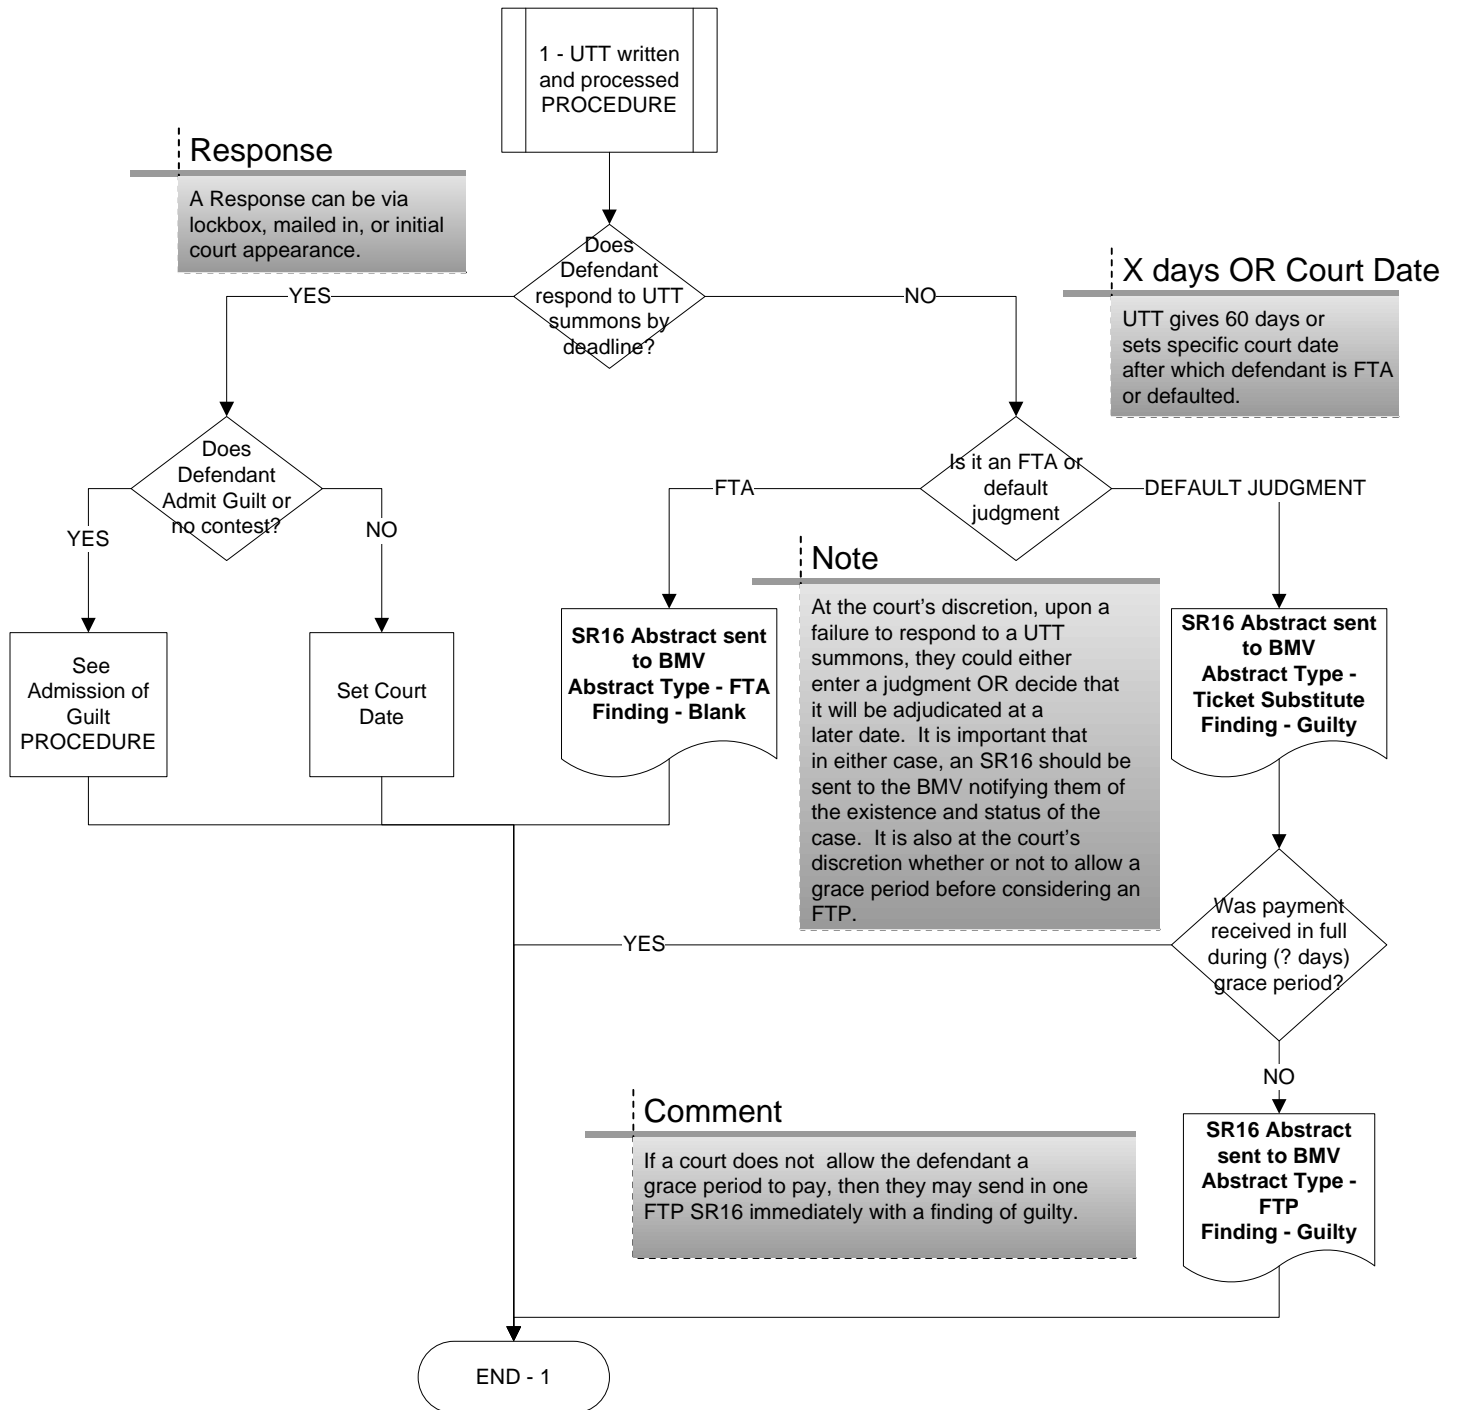 1 - UTT written
and processed
PROCEDURE
Response
A Response can be via
lockbox, mailed in, or initial
court appearance.
Does
Defendant
respond to UTT
summons by
deadline?
YES
NO
X days OR Court Date
UTT gives 60 days or
sets specific court date
after which defendant is FTA
or defaulted.
Does
Defendant
Admit Guilt or
no contest?
YES
NO
Is it an FTA or
default
judgment
FTA
DEFAULT JUDGMENT
See
Admission of
Guilt
PROCEDURE
Set Court
Date
SR16 Abstract sent
to BMV
Abstract Type - FTA
Finding - Blank
Note
At the court's discretion, upon a
failure to respond to a UTT
summons, they could either
enter a judgment OR decide that
it will be adjudicated at a
later date.  It is important that
in either case, an SR16 should be
sent to the BMV notifying them of
the existence and status of the
case.  It is also at the court's
discretion whether or not to allow a
grace period before considering an
FTP.
SR16 Abstract sent
to BMV
Abstract Type -
Ticket Substitute
Finding - Guilty
Was payment
received in full
during (? days)
grace period?
YES
NO
Comment
If a court does not  allow the defendant a
grace period to pay, then they may send in one
FTP SR16 immediately with a finding of guilty.
SR16 Abstract
sent to BMV
Abstract Type -
FTP
Finding - Guilty
END - 1